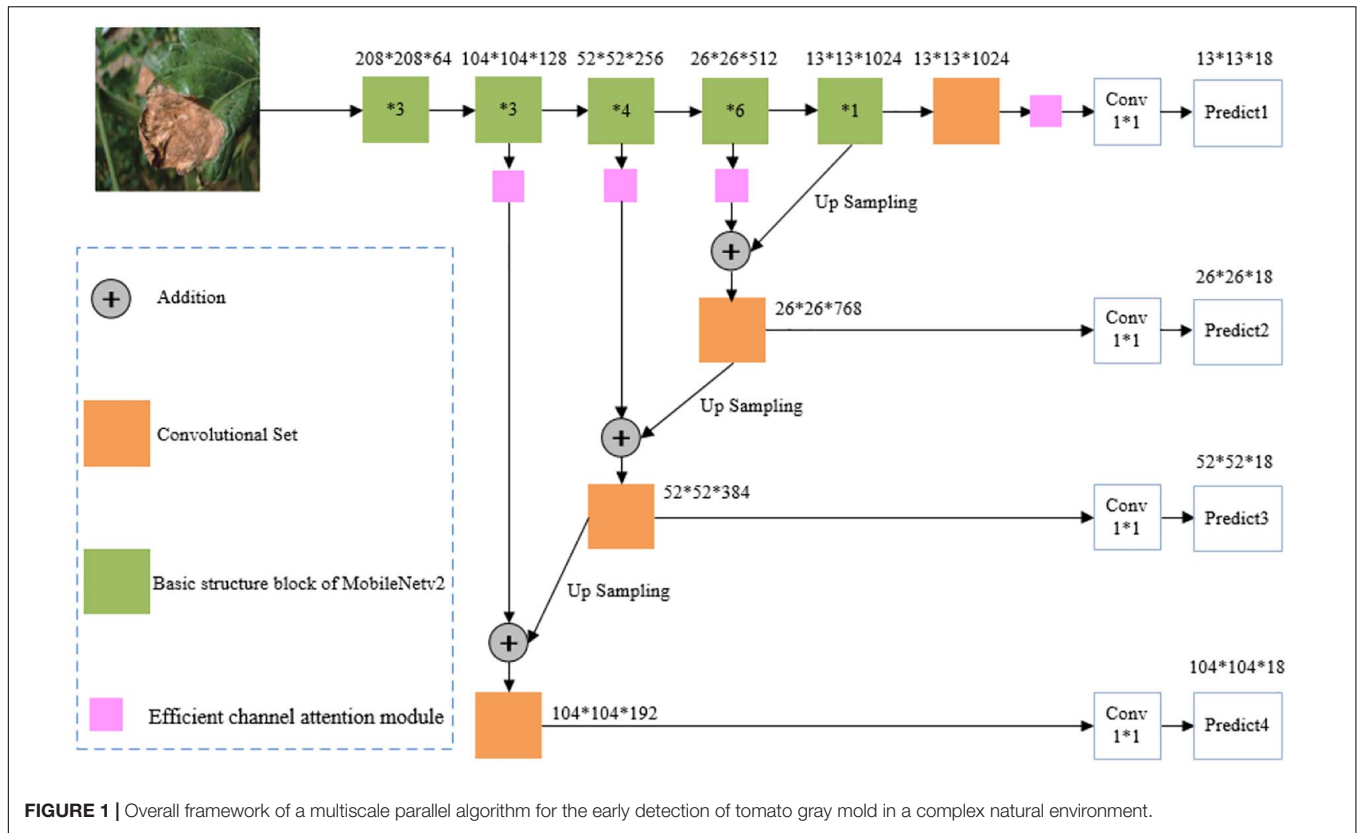 208*208*64 104*104*128 52*52*256 26*26*512 13*13*1024 13*13*1024 13*13*18
*3 *3 *4 *6 *1 Conv 1*1 Predict1
Up Sampling
+
Addition
+
26*26*18
26*26*768
Conv 1*1 Predict2
Up Sampling
Convolutional Set
+
52*52*18
52*52*384
Conv 1*1 Predict3
Basic structure block of MobileNetv2
Up Sampling
+
104*104*18
Efficient channel attention module
104*104*192
Conv 1*1 Predict4
FIGURE 1 | Overall framework of a multiscale parallel algorithm for the early detection of tomato gray mold in a complex natural environment.